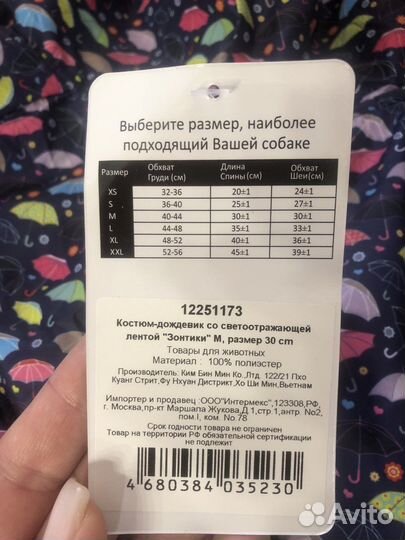 Выберите размер, наиболее
подходящий Вашей собаке
Размер Обхват Груди (см) Длина Спины (см) Обхват Шеи(см)
XS 32-36 20±1 24±1
S 36-40 25±1 27±1
M 40-44 30±1 30±1
L 44-48 35±1 33±1
XL 48-52 40±1 36±1
XXL 52-56 45±1 39±1
12251173
Костюм-дождевик со светоотражающей
лентой "Зонтики" M, размер 30 cm
Товары для животных
Материал : 100% полиэстер
Производитель: Ким Бин Мин Ко.,Лтд. 122/21 Пхо
Куанг Стрит,Фу Нхуан Дистрикт,Хо Ши Мин,Вьетнам
Импортер и продавец :ООО"Интермекс",123308,РФ,
г. Москва,пр-кт Маршала Жукова,Д.1,стр.1,антр. No2,
пом.I, ком. No.78
Срок годности товара не ограничен
Товар на территории РФ обязательной сертификации
не подлежит
4 680384 035230
Avito